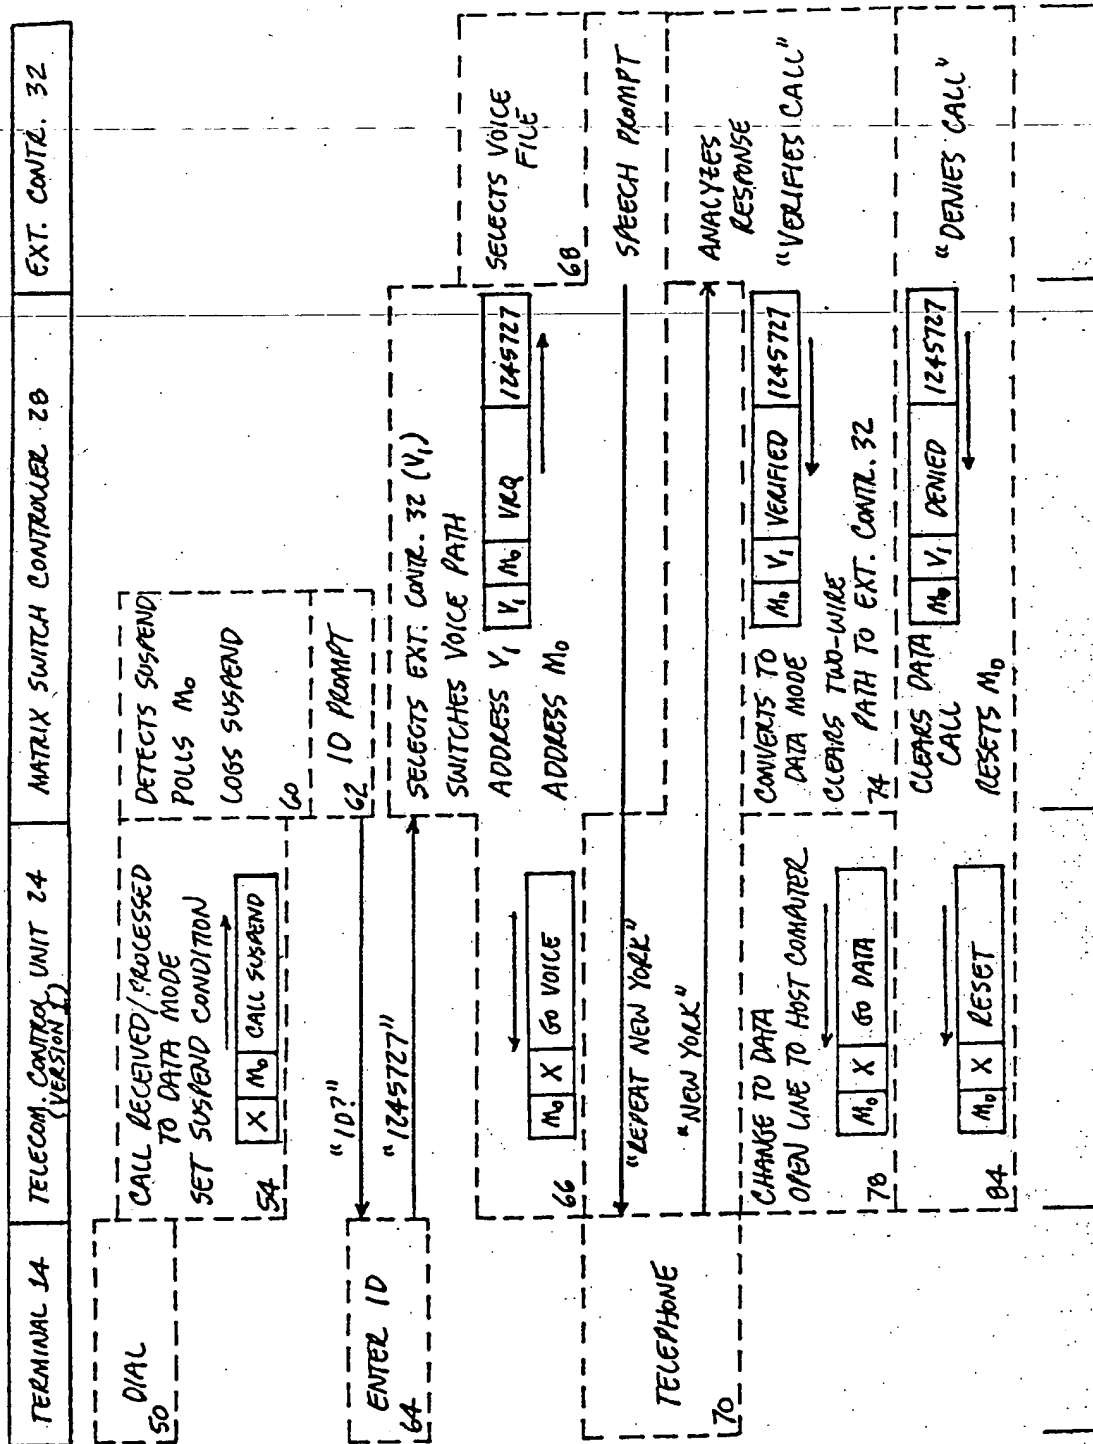 TERMINAL 14
TELECOM. CONTROL UNIT 24
(VERSION I)
MATRIX SWITCH CONTROLLER 28
EXT. CONTR. 32
DIAL
50
CALL RECEIVED/PROCESSED
TO DATA MODE
SET SUSPEND CONDITION
X M₀ CALL SUSPEND
54
DETECTS SUSPEND
POLLS M₀
LOGS SUSPEND
60
ID PROMPT
62
"ID?"
ENTER ID
64
"1245727"
SELECTS EXT. CONTR. 32 (V₁)
SWITCHES VOICE PATH
ADDRESS V₁
V₁ M₀ VRQ 1245727
ADDRESS M₀
SELECTS VOICE
FILE
68
M₀ X GO VOICE
66
SPEECH PROMPT
"REPEAT NEW YORK"
TELEPHONE
70
"NEW YORK"
ANALYZES
RESPONSE
"VERIFIES CALL"
M₀ V₁ VERIFIED 1245727
CONVERTS TO
DATA MODE
CLEARS TWO-WIRE
PATH TO EXT. CONTR. 32
74
CHANGE TO DATA
OPEN LINE TO HOST COMPUTER
M₀ X GO DATA
78
"DENIES CALL"
M₀ V₁ DENIED 1245727
CLEARS DATA
CALL
RESETS M₀
M₀ X RESET
84